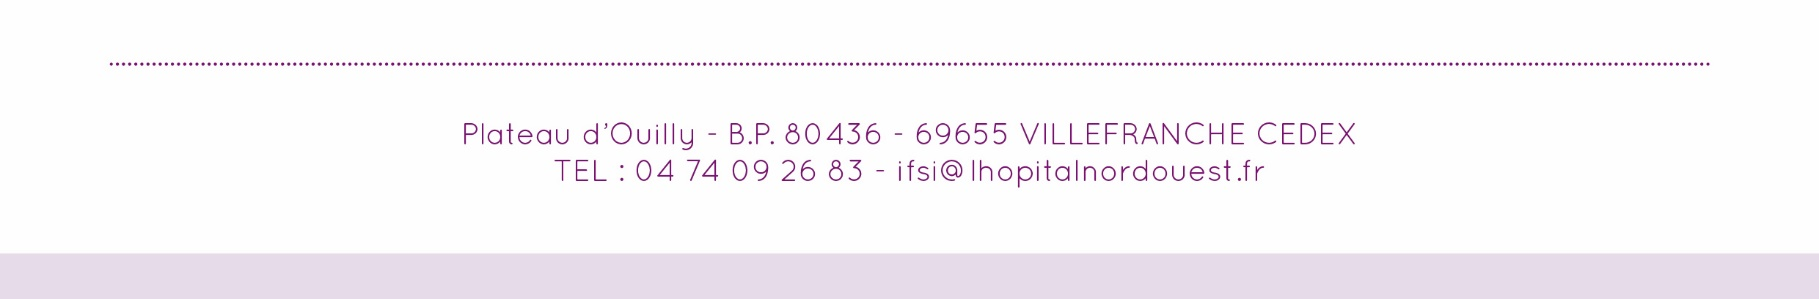 Plateau d'Ouilly - B.P. 80436 - 69655 VILLEFRANCHE CEDEX
TEL : 04 74 09 26 83 - ifsi@lhopitalnordouest.fr